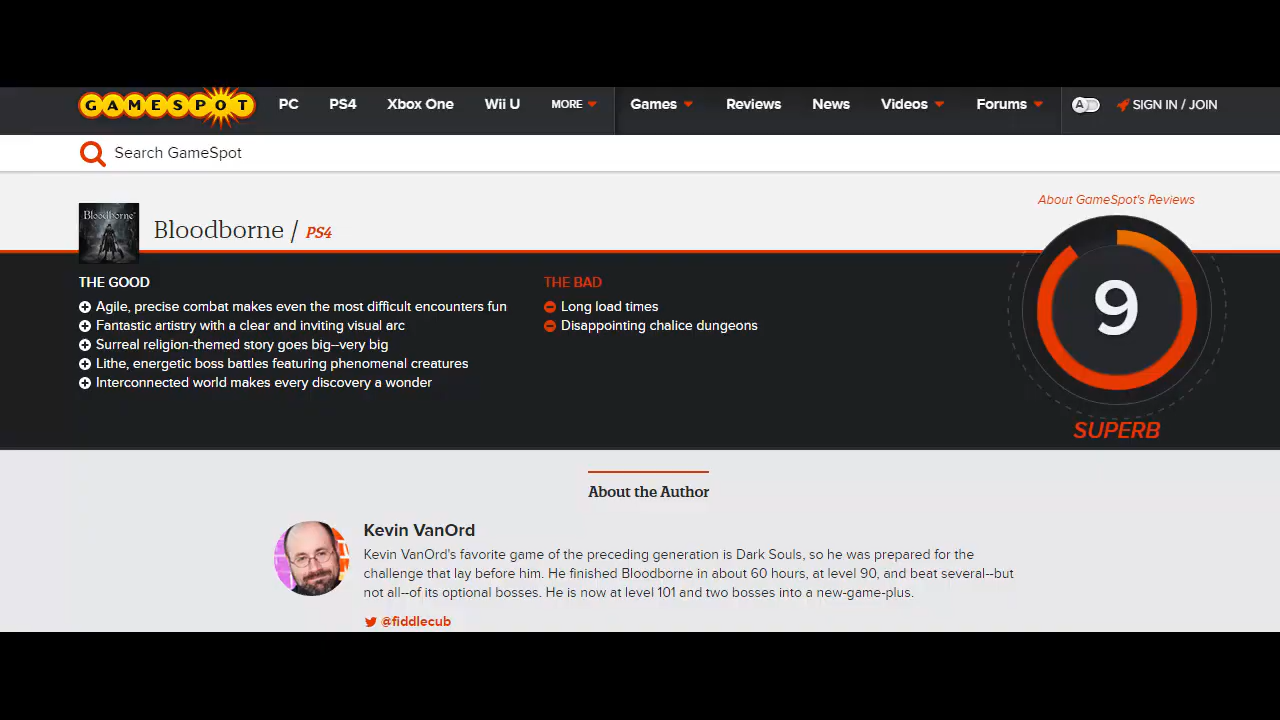 GAMESPOT PC PS4 Xbox One Wii U MORE Games Reviews News Videos Forums A SIGN IN / JOIN
Search GameSpot
About GameSpot's Reviews
Bloodborne
Bloodborne / PS4
THE GOOD
Agile, precise combat makes even the most difficult encounters fun
Fantastic artistry with a clear and inviting visual arc
Surreal religion-themed story goes big--very big
Lithe, energetic boss battles featuring phenomenal creatures
Interconnected world makes every discovery a wonder
THE BAD
Long load times
Disappointing chalice dungeons
9
SUPERB
About the Author
Kevin VanOrd
Kevin VanOrd's favorite game of the preceding generation is Dark Souls, so he was prepared for the
challenge that lay before him. He finished Bloodborne in about 60 hours, at level 90, and beat several--but
not all--of its optional bosses. He is now at level 101 and two bosses into a new-game-plus.
@fiddlecub